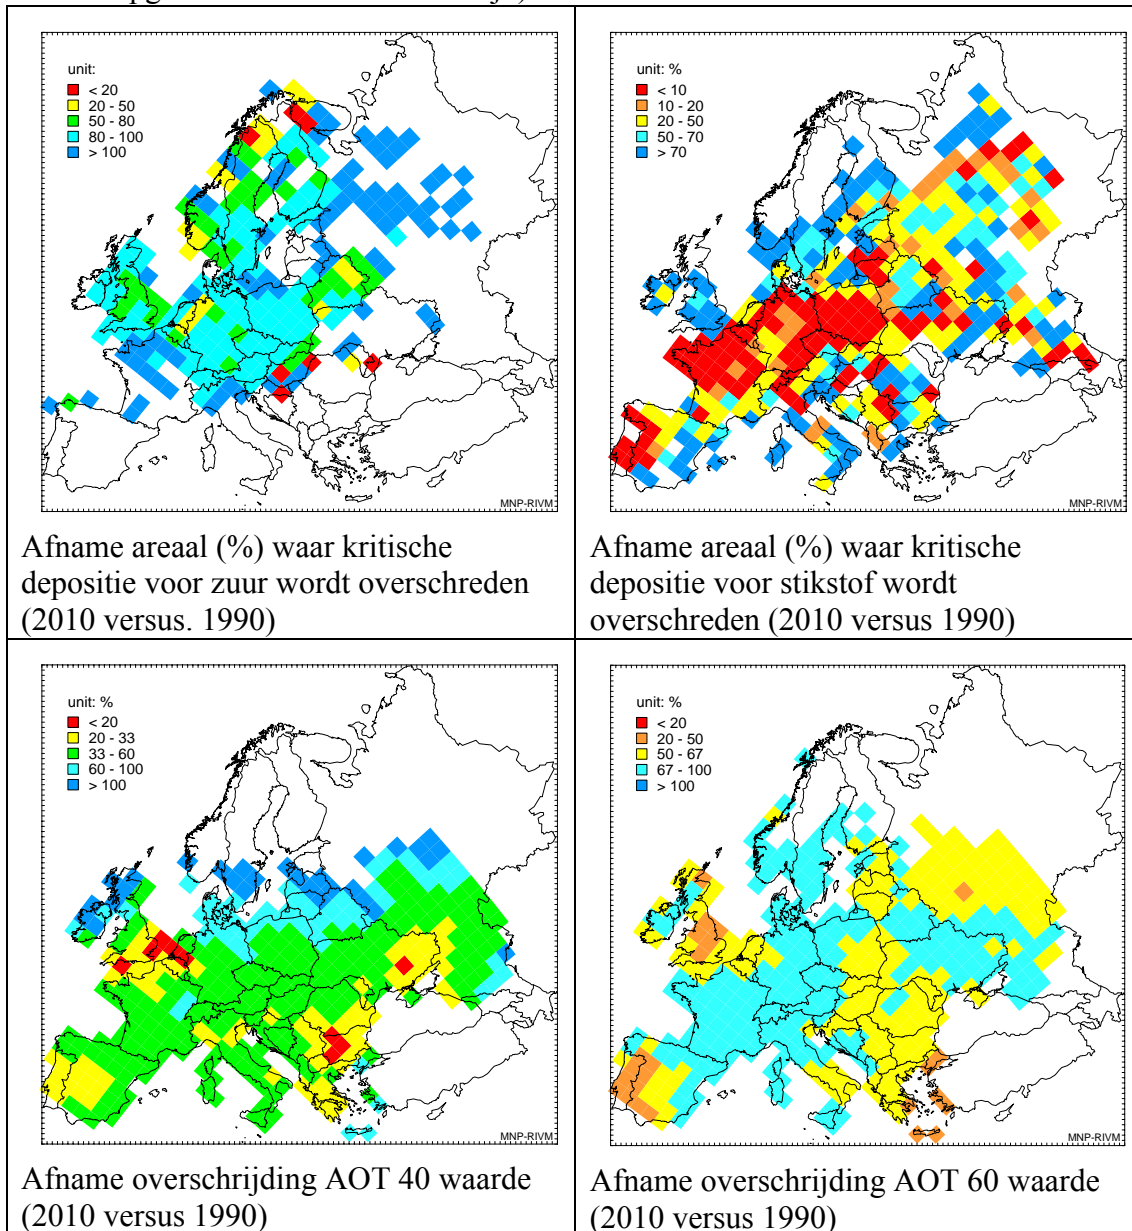 unit:
< 20
20 - 50
50 - 80
80 - 100
> 100
MNP-RIVM
Afname areaal (%) waar kritische
depositie voor zuur wordt overschreden
(2010 versus. 1990)
unit: %
< 10
10 - 20
20 - 50
50 - 70
> 70
MNP-RIVM
Afname areaal (%) waar kritische
depositie voor stikstof wordt
overschreden (2010 versus 1990)
unit: %
< 20
20 - 33
33 - 60
60 - 100
> 100
MNP-RIVM
Afname overschrijding AOT 40 waarde
(2010 versus 1990)
unit: %
< 20
20 - 50
50 - 67
67 - 100
> 100
MNP-RIVM
Afname overschrijding AOT 60 waarde
(2010 versus 1990)